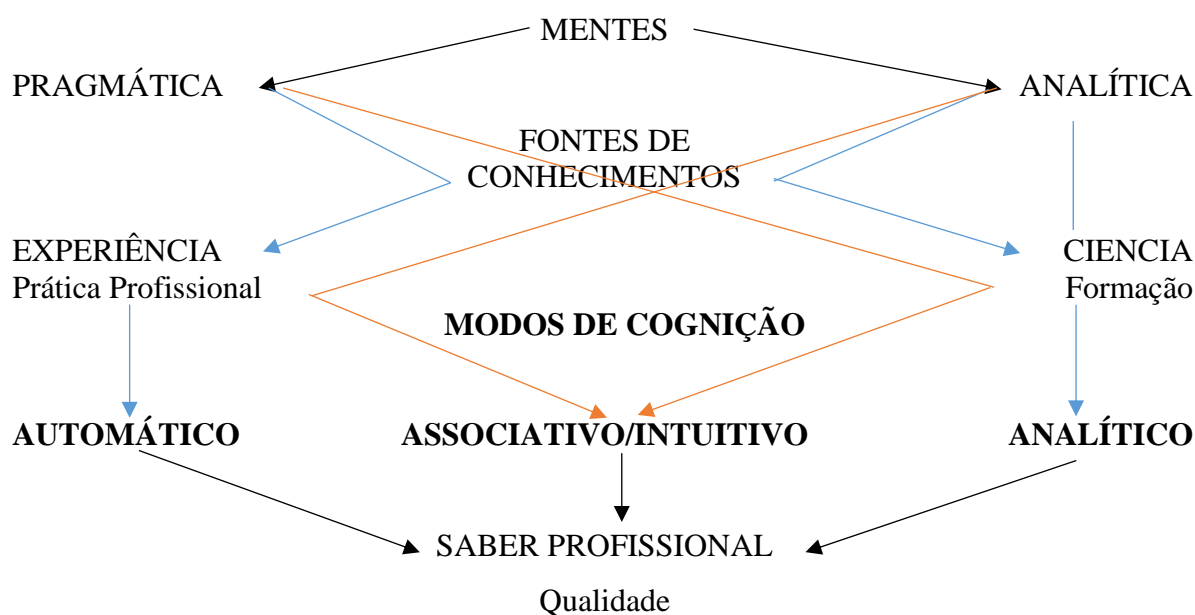 MENTES
PRAGMÁTICA
ANALÍTICA
FONTES DE
CONHECIMENTOS
EXPERIÊNCIA
Prática Profissional
CIENCIA
Formação
MODOS DE COGNIÇÃO
AUTOMÁTICO
ASSOCIATIVO/INTUITIVO
ANALÍTICO
SABER PROFISSIONAL
Qualidade